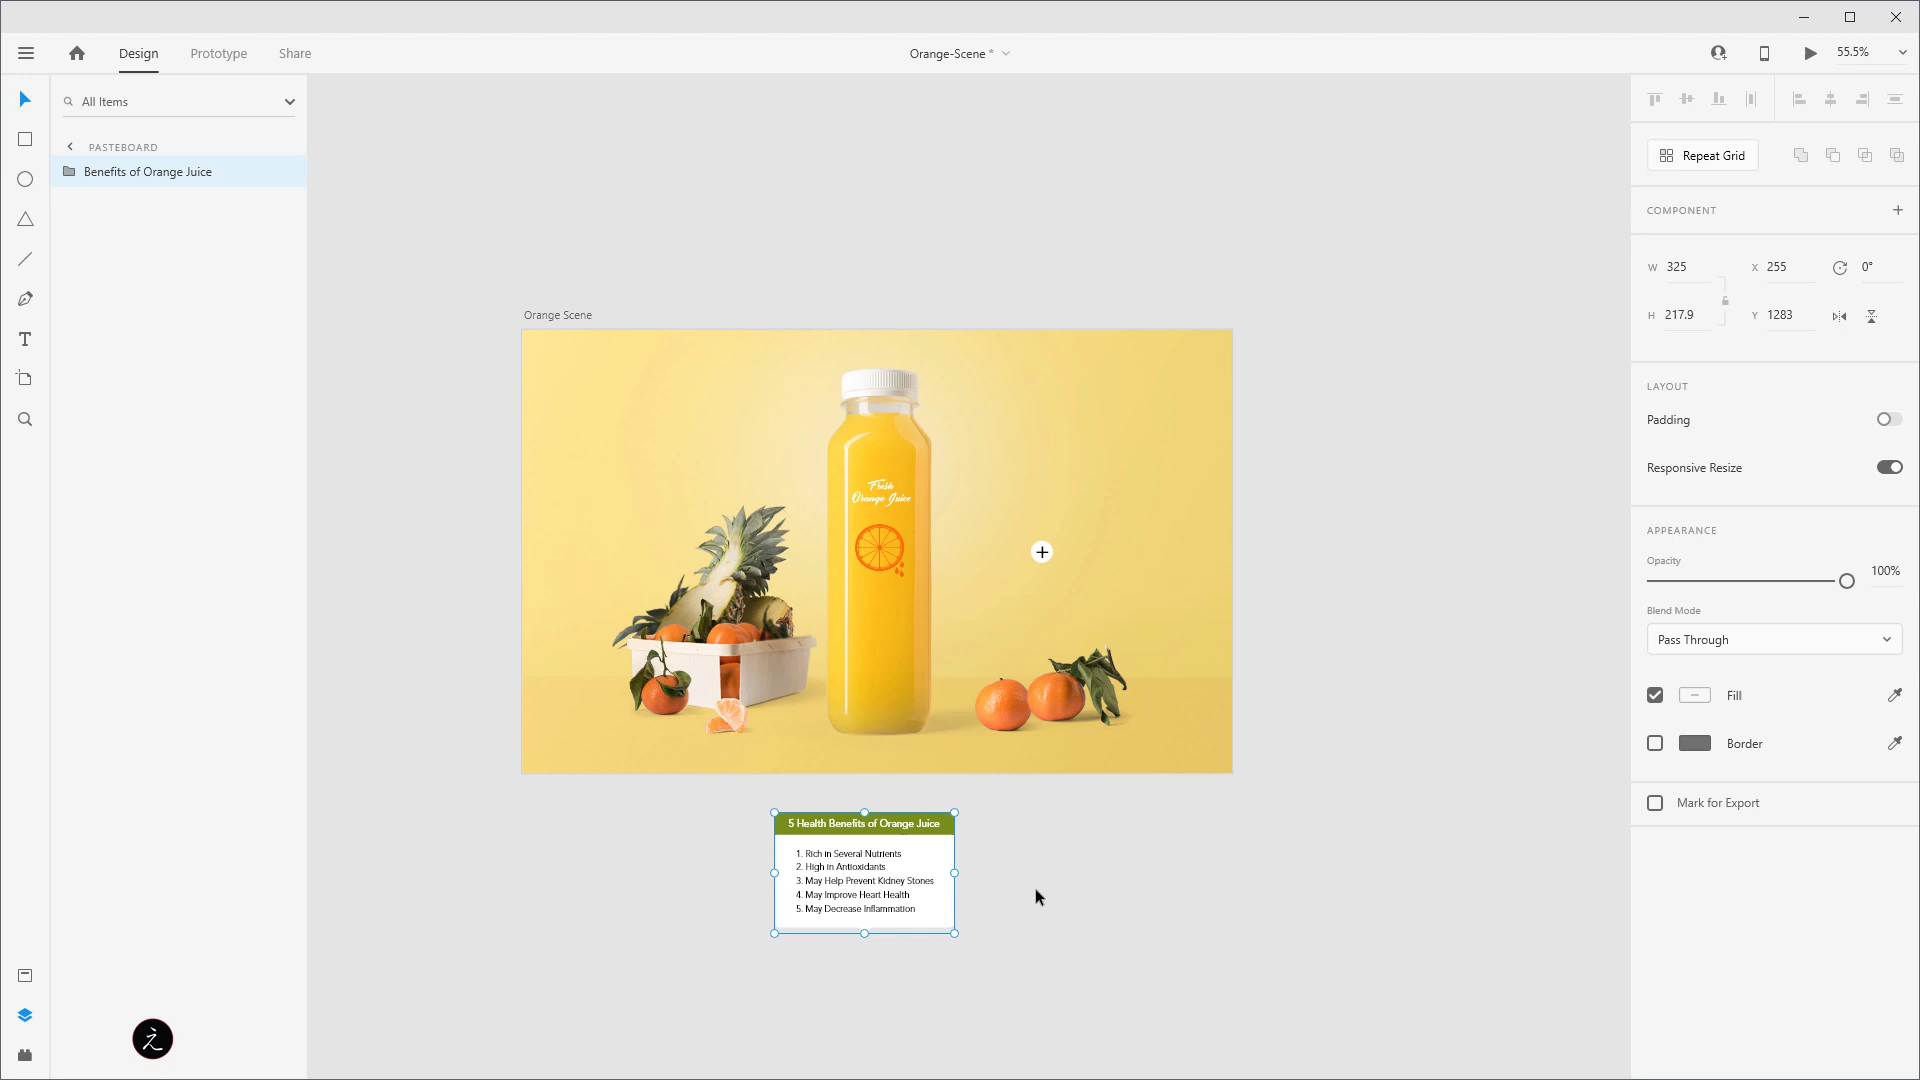 Design
Prototype
Share
Orange-Scene *
55.5%
All Items
PASTEBOARD
Benefits of Orange Juice
Orange Scene
Fresh
Orange Juice
5 Health Benefits of Orange Juice
1. Rich in Several Nutrients
2. High in Antioxidants
3. May Help Prevent Kidney Stones
4. May Improve Heart Health
5. May Decrease Inflammation
Repeat Grid
COMPONENT
W 325 X 255 0°
H 217.9 Y 1283
LAYOUT
Padding
Responsive Resize
APPEARANCE
Opacity
100%
Blend Mode
Pass Through
Fill
Border
Mark for Export